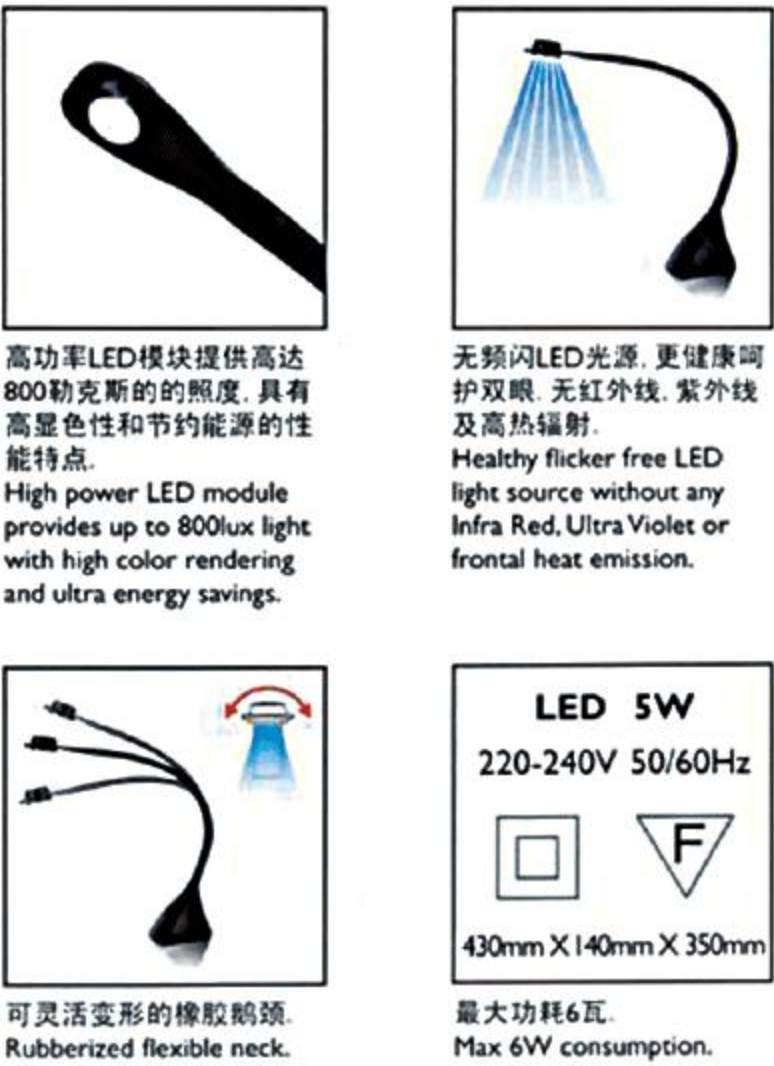 高功率LED模块提供高达
800勒克斯的的照度.具有
高显色性和节约能源的性
能特点.
High power LED module
provides up to 800lux light
with high color rendering
and ultra energy savings.
无频闪LED光源.更健康呵
护双眼.无红外线.紫外线
及高热辐射.
Healthy flicker free LED
light source without any
Infra Red, Ultra Violet or
frontal heat emission.
可灵活变形的橡胶鹅颈.
Rubberized flexible neck.
LED 5W
220-240V 50/60Hz
F
430mm X 140mm X 350mm
最大功耗6瓦.
Max 6W consumption.